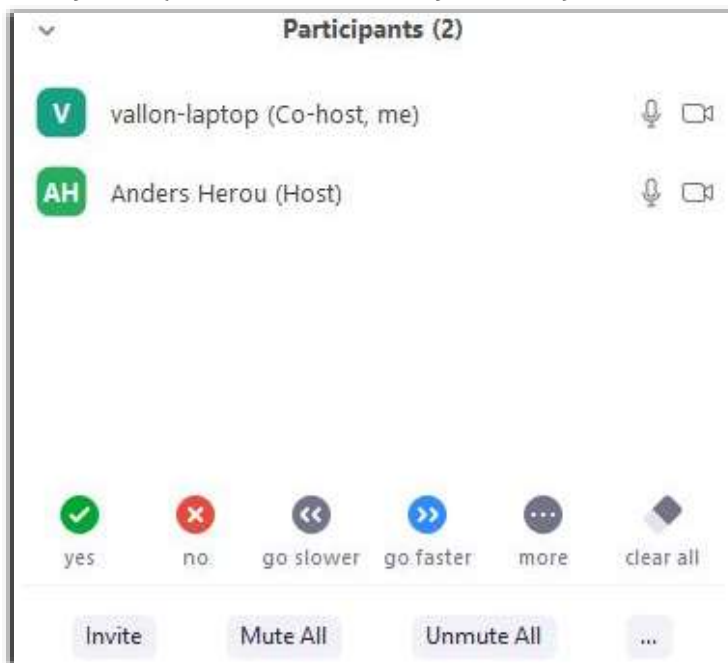 Participants (2)
V vallon-laptop (Co-host, me)
AH Anders Herou (Host)
yes no go slower go faster more clear all
Invite Mute All Unmute All ...